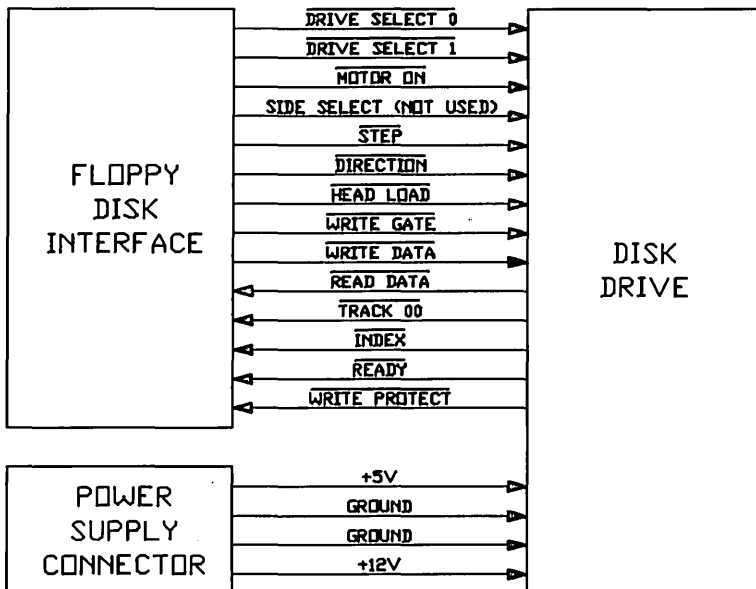 DRIVE SELECT 0
DRIVE SELECT 1
MOTOR ON
SIDE SELECT (NOT USED)
STEP
DIRECTION
HEAD LOAD
WRITE GATE
WRITE DATA
READ DATA
TRACK 00
INDEX
READY
WRITE PROTECT
FLOPPY
DISK
INTERFACE
DISK
DRIVE
+5V
GROUND
GROUND
+12V
POWER
SUPPLY
CONNECTOR